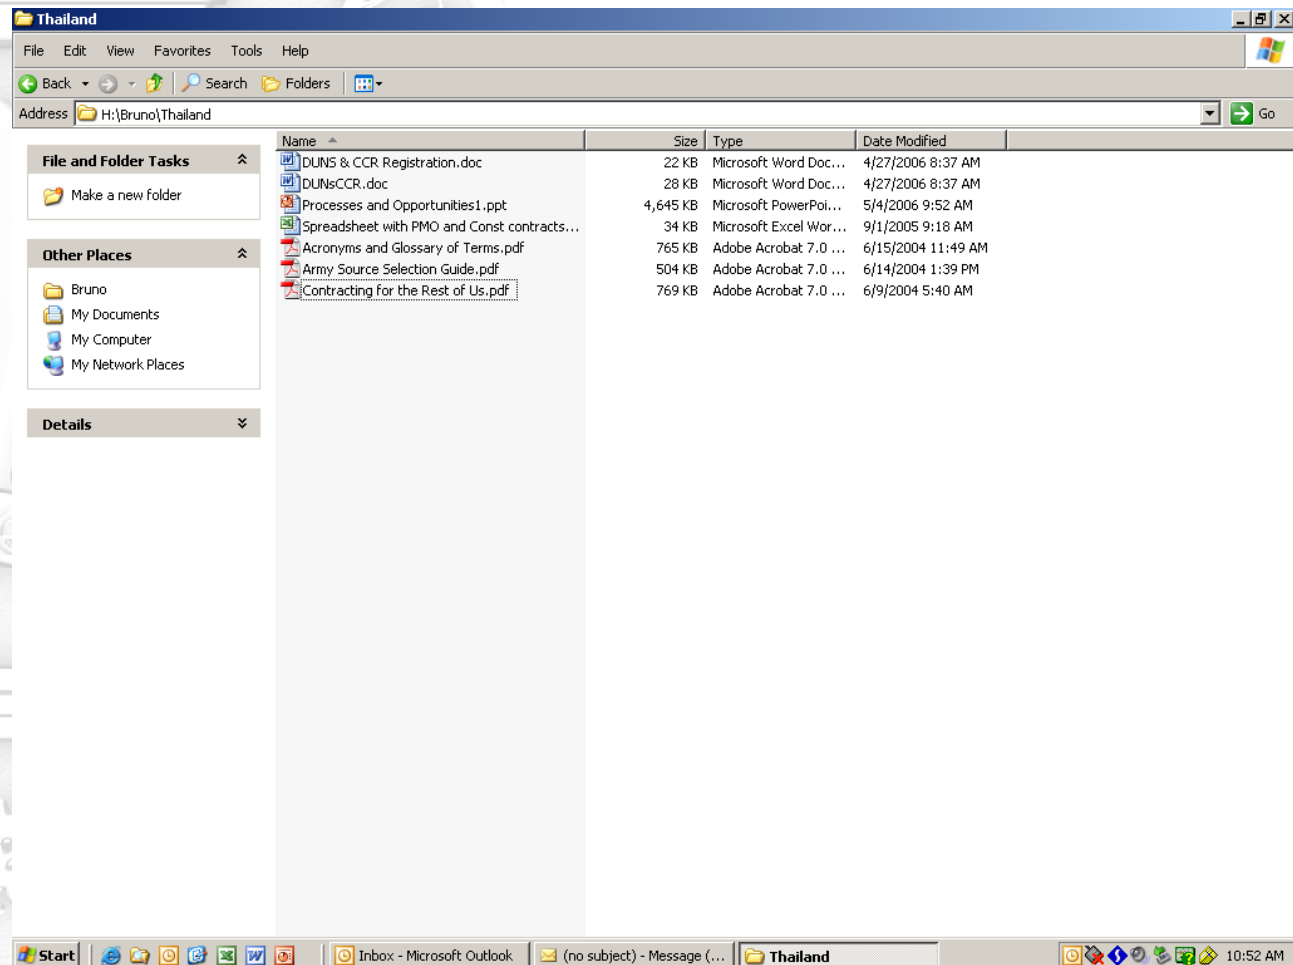 Thailand
File Edit View Favorites Tools Help
Back Search Folders
Address H:\Bruno\Thailand Go
File and Folder Tasks
Make a new folder
Other Places
Bruno
My Documents
My Computer
My Network Places
Details
Name Size Type Date Modified
DUNS & CCR Registration.doc 22 KB Microsoft Word Doc... 4/27/2006 8:37 AM
DUNsCCR.doc 28 KB Microsoft Word Doc... 4/27/2006 8:37 AM
Processes and Opportunities1.ppt 4,645 KB Microsoft PowerPoi... 5/4/2006 9:52 AM
Spreadsheet with PMO and Const contracts... 34 KB Microsoft Excel Wor... 9/1/2005 9:18 AM
Acronyms and Glossary of Terms.pdf 765 KB Adobe Acrobat 7.0 ... 6/15/2004 11:49 AM
Army Source Selection Guide.pdf 504 KB Adobe Acrobat 7.0 ... 6/14/2004 1:39 PM
Contracting for the Rest of Us.pdf 769 KB Adobe Acrobat 7.0 ... 6/9/2004 5:40 AM
Start Inbox - Microsoft Outlook (no subject) - Message (... Thailand 10:52 AM